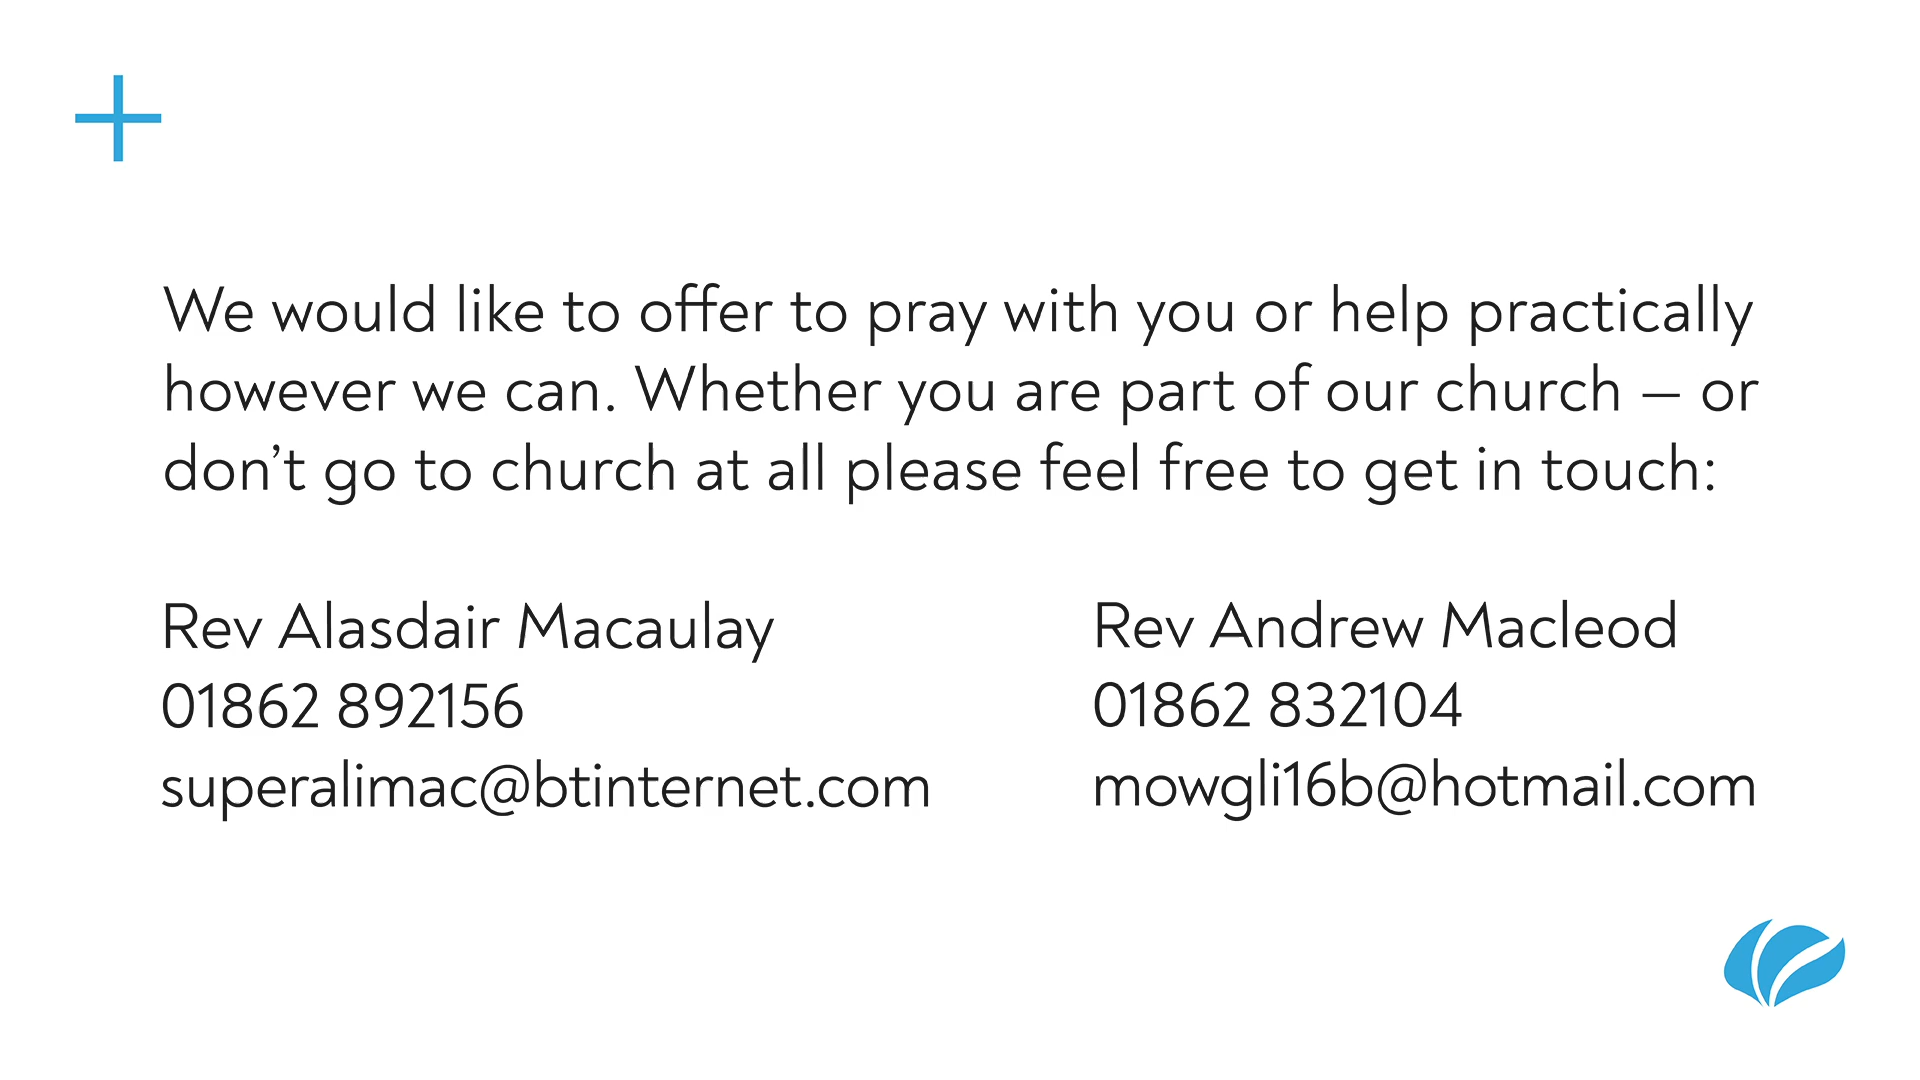 We would like to offer to pray with you or help practically
however we can. Whether you are part of our church – or
don’t go to church at all please feel free to get in touch:
Rev Alasdair Macaulay
01862 892156
superalimac@btinternet.com
Rev Andrew Macleod
01862 832104
mowgli16b@hotmail.com